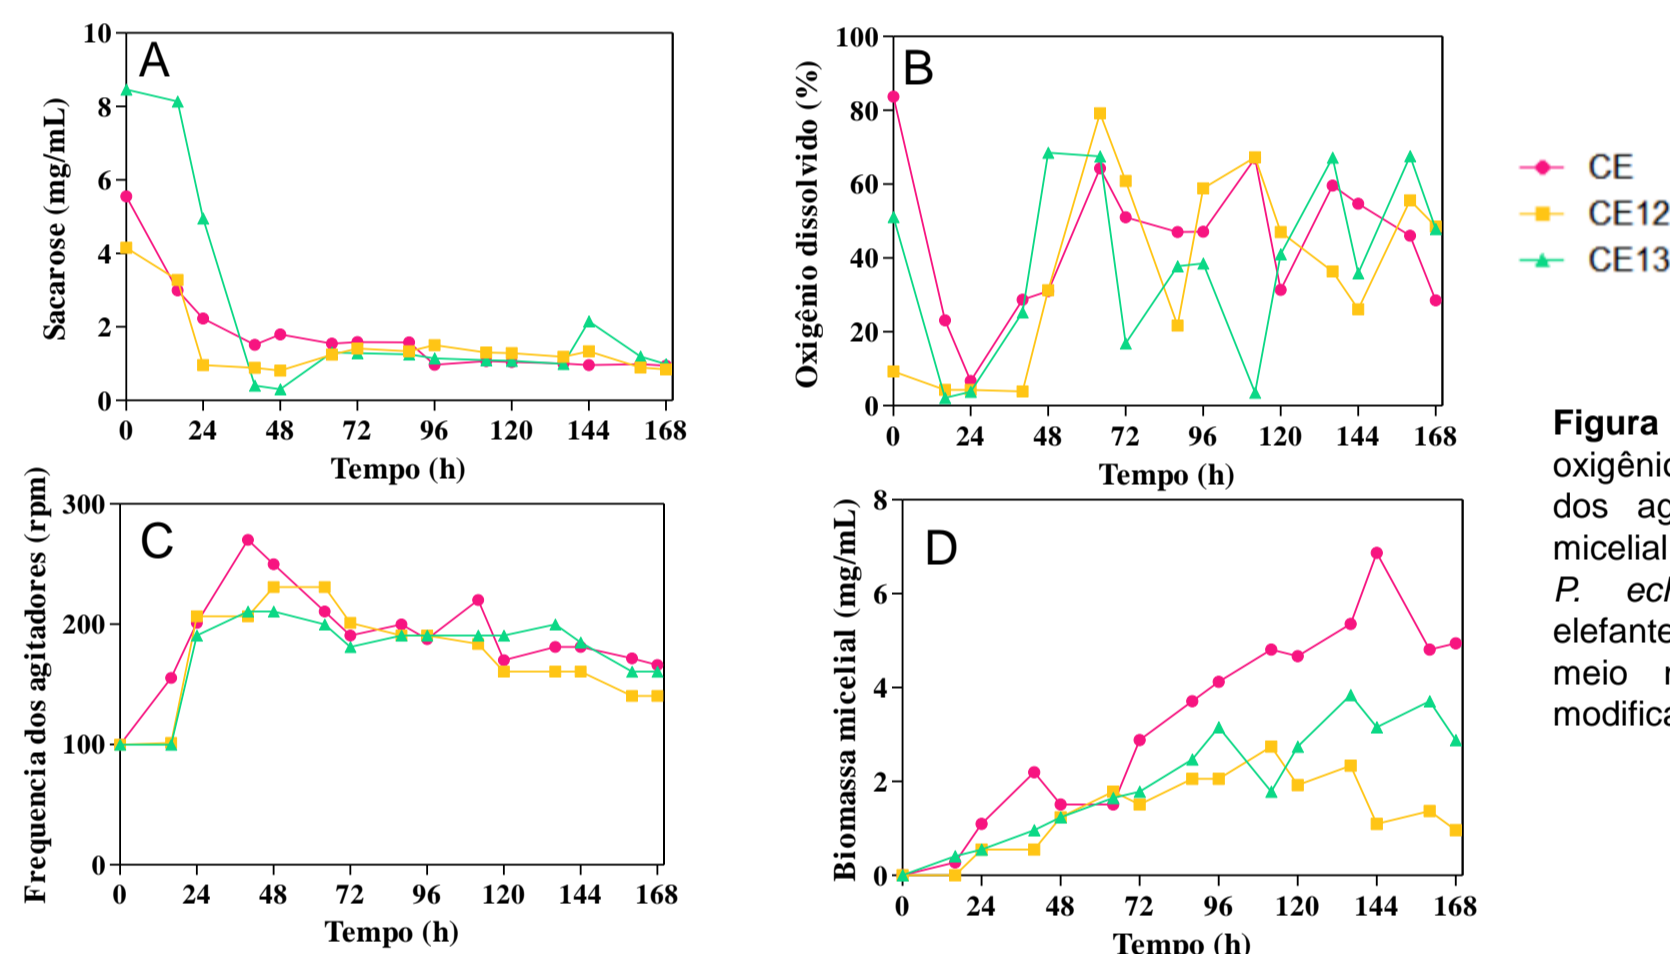 A
Sacarose (mg/mL)
10
8
6
4
2
0
0 24 48 72 96 120 144 168
Tempo (h)
B
Oxigênio dissolvido (%)
100
80
60
40
20
0
0 24 48 72 96 120 144 168
Tempo (h)
CE
CE12
CE13
C
Frequencia dos agitadores (rpm)
300
200
100
0
0 24 48 72 96 120 144 168
Tempo (h)
D
Biomassa micelial (mg/mL)
8
6
4
2
0
0 24 48 72 96 120 144 168
Tempo (h)
Figura
oxigênio
dos
micelial
P.
elefante
meio